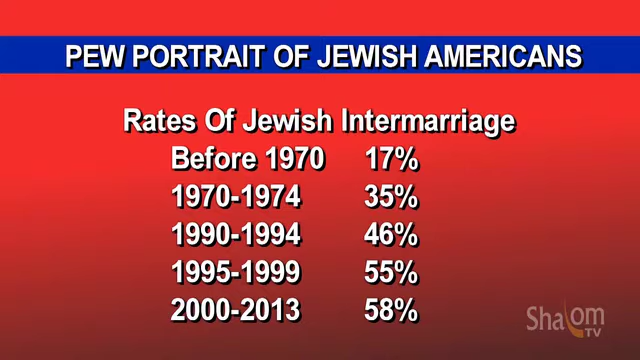 PEW PORTRAIT OF JEWISH AMERICANS
Rates Of Jewish Intermarriage
Before 1970 17%
1970-1974 35%
1990-1994 46%
1995-1999 55%
2000-2013 58%
Shalom
TV